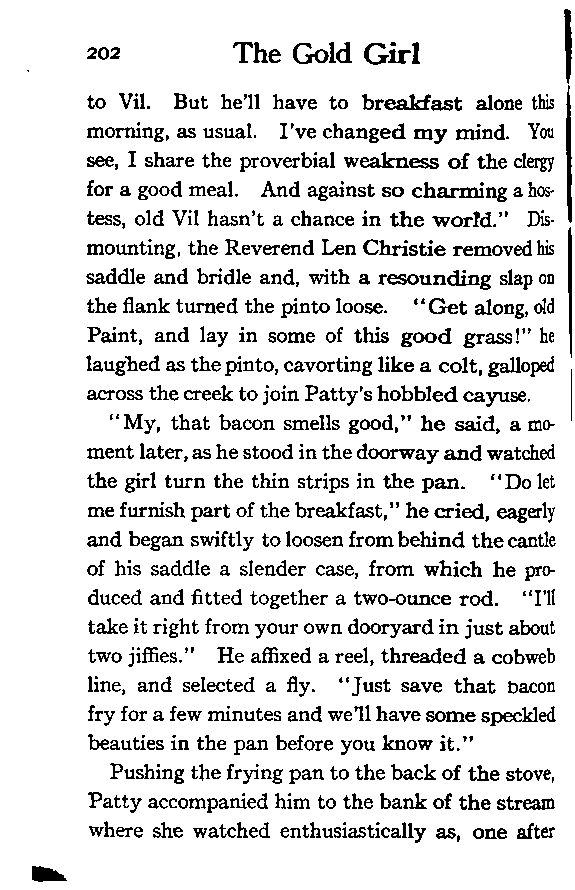 202 The Gold Girl
to Vil. But he'll have to breakfast alone this
morning, as usual. I've changed my mind. You
see, I share the proverbial weakness of the clergy
for a good meal. And against so charming a hos-
tess, old Vil hasn't a chance in the world." Dis-
mounting, the Reverend Len Christie removed his
saddle and bridle and, with a resounding slap on
the flank turned the pinto loose. "Get along, old
Paint, and lay in some of this good grass!" he
laughed as the pinto, cavorting like a colt, galloped
across the creek to join Patty's hobbled cayuse.
"My, that bacon smells good," he said, a mo-
ment later, as he stood in the doorway and watched
the girl turn the thin strips in the pan. "Do let
me furnish part of the breakfast," he cried, eagerly
and began swiftly to loosen from behind the cantle
of his saddle a slender case, from which he pro-
duced and fitted together a two-ounce rod. "I'll
take it right from your own dooryard in just about
two jiffies." He affixed a reel, threaded a cobweb
line, and selected a fly. "Just save that bacon
fry for a few minutes and we'll have some speckled
beauties in the pan before you know it."
Pushing the frying pan to the back of the stove,
Patty accompanied him to the bank of the stream
where she watched enthusiastically as, one after